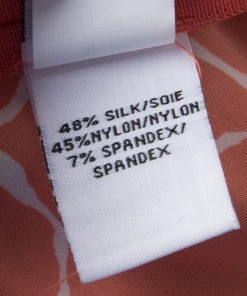 48% SILK/SOIE
45%NYLON/NYLON
7% SPANDEX/
SPANDEX